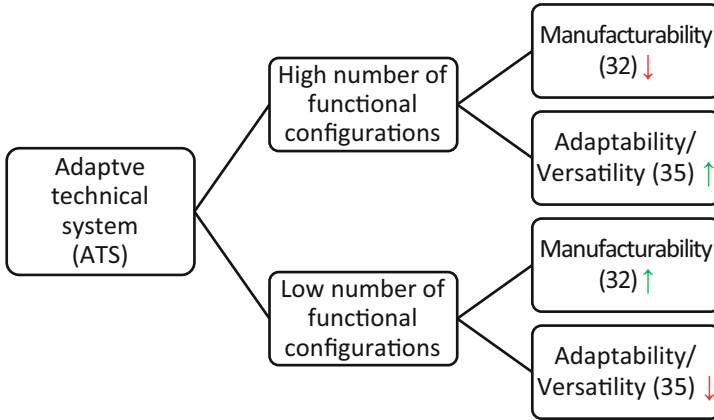 Adaptve
technical
system
(ATS)
High number of
functional
configurations
Manufacturability
(32) ↓
Adaptability/
Versatility (35) ↑
Low number of
functional
configurations
Manufacturability
(32) ↑
Adaptability/
Versatility (35) ↓